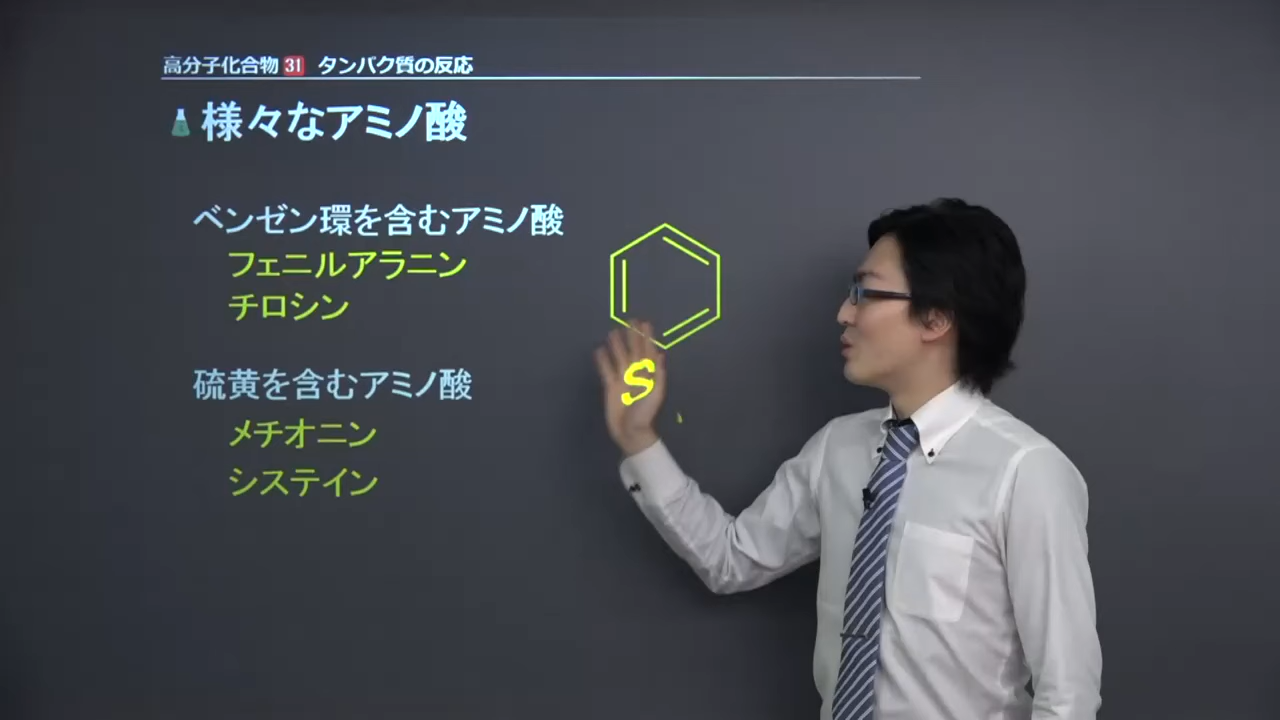 高分子化合物 31 タンパク質の反応
様々なアミノ酸
ベンゼン環を含むアミノ酸
フェニルアラニン
チロシン
S
硫黄を含むアミノ酸
メチオニン
システイン